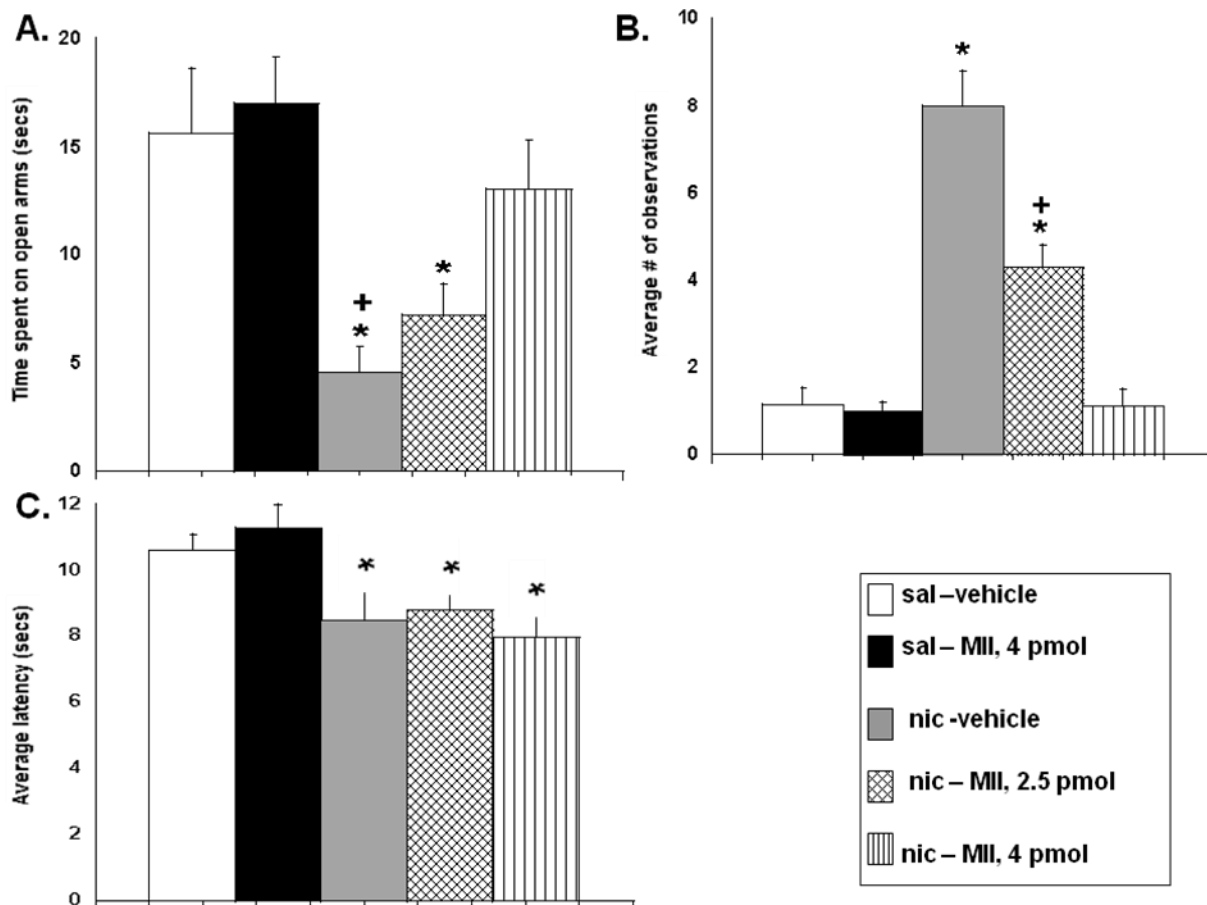 A.
Time spent on open arms (secs)
20
15
10
5
0
+
*
*
B.
Average # of observations
10
8
6
4
2
0
*
+
*
C.
Average latency (secs)
12
10
8
6
4
2
0
*
*
*
sal – vehicle
sal – MII, 4 pmol
nic -vehicle
nic – MII, 2.5 pmol
nic – MII, 4 pmol